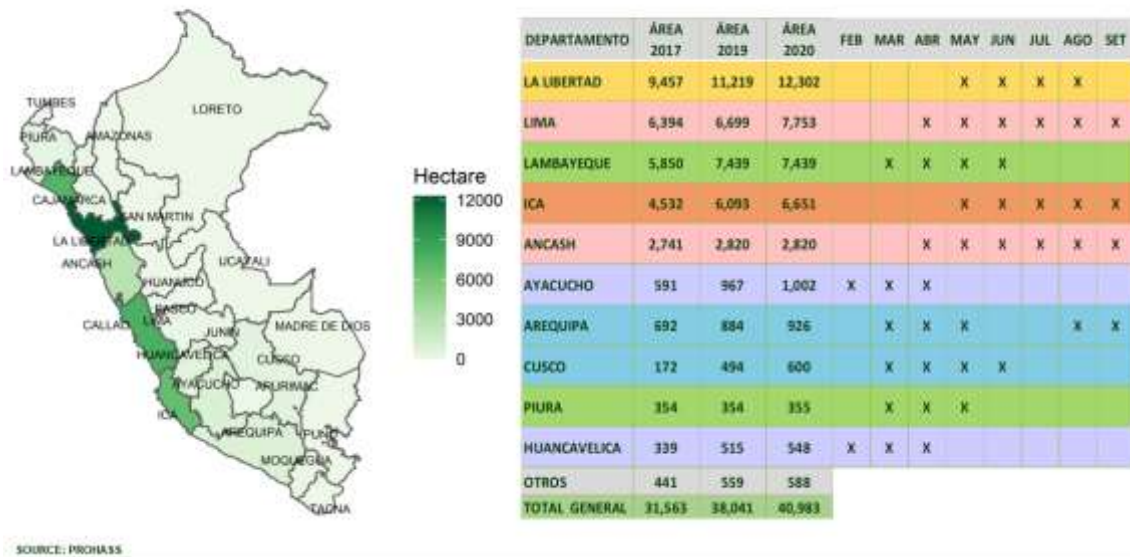 TUMBES
LORETO
PIURA
AMAZONAS
LAMBAYEQUE
CAJAMARCA
SAN MARTIN
LA LIBERTAD
ANCASH
UCAYALI
HUANUCO
PASCO
CALLAO
LIMA
JUNIN
MADRE DE DIOS
HUANCAVELICA
CUSCO
AYACUCHO
APURIMAC
ICA
AREQUIPA
PUNO
MOQUEGUA
TACNA
Hectare
12000
9000
6000
3000
0
DEPARTAMENTO ÁREA 2017 ÁREA 2019 ÁREA 2020 FEB MAR ABR MAY JUN JUL AGO SET
LA LIBERTAD 9,457 11,219 12,302 X X X X
LIMA 6,394 6,699 7,753 X X X X X X
LAMBAYEQUE 5,850 7,439 7,439 X X X X
ICA 4,532 6,093 6,651 X X X X X
ANCASH 2,741 2,820 2,820 X X X X X X
AYACUCHO 591 967 1,002 X X X
AREQUIPA 692 884 926 X X X X X
CUSCO 172 494 600 X X X X
PIURA 354 354 355 X X X
HUANCAVELICA 339 515 548 X X X
OTROS 441 559 588
TOTAL GENERAL 31,563 38,041 40,983
SOURCE: PROHASS